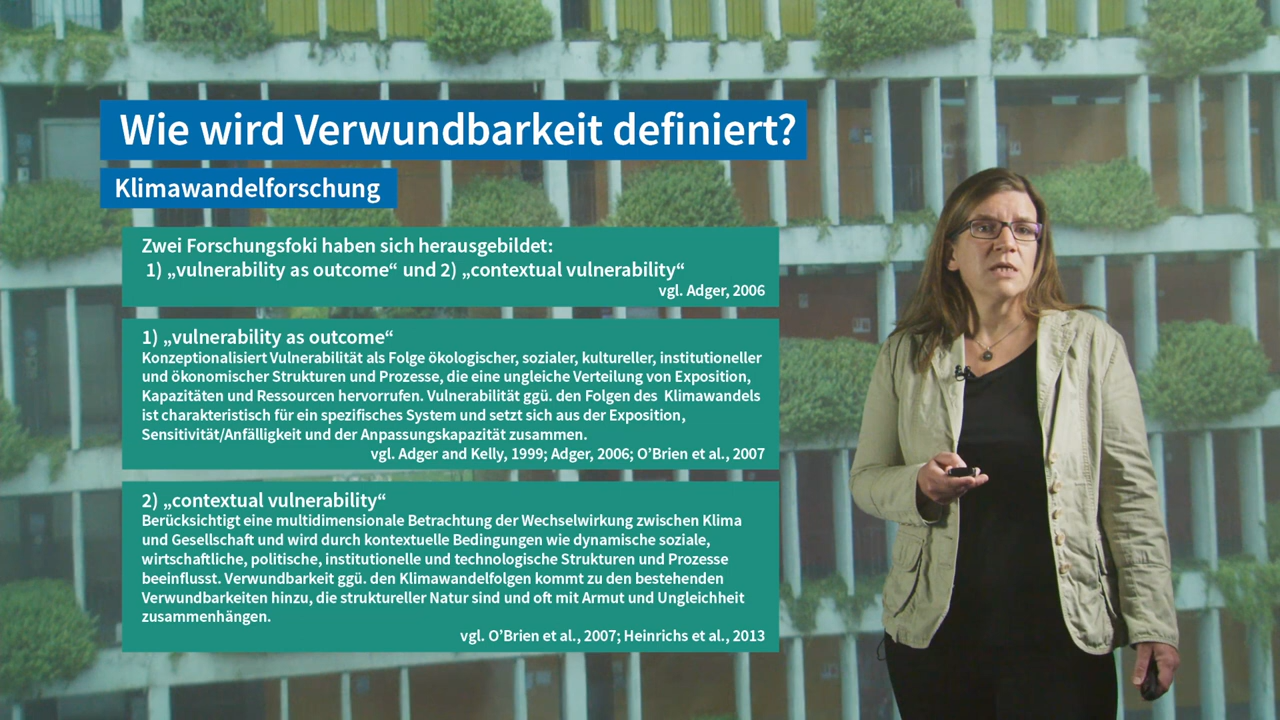 Wie wird Verwundbarkeit definiert?
Klimawandelforschung
Zwei Forschungsfoki haben sich herausgebildet:
1) „vulnerability as outcome“ und 2) „contextual vulnerability“
vgl. Adger, 2006
1) „vulnerability as outcome“
Konzeptionalisiert Vulnerabilität als Folge ökologischer, sozialer, kultureller, institutioneller
und ökonomischer Strukturen und Prozesse, die eine ungleiche Verteilung von Exposition,
Kapazitäten und Ressourcen hervorrufen. Vulnerabilität ggü. den Folgen des Klimawandels
ist charakteristisch für ein spezifisches System und setzt sich aus der Exposition,
Sensitivität/Anfälligkeit und der Anpassungskapazität zusammen.
vgl. Adger and Kelly, 1999; Adger, 2006; O’Brien et al., 2007
2) „contextual vulnerability“
Berücksichtigt eine multidimensionale Betrachtung der Wechselwirkung zwischen Klima
und Gesellschaft und wird durch kontextuelle Bedingungen wie dynamische soziale,
wirtschaftliche, politische, institutionelle und technologische Strukturen und Prozesse
beeinflusst. Verwundbarkeit ggü. den Klimawandelfolgen kommt zu den bestehenden
Verwundbarkeiten hinzu, die struktureller Natur sind und oft mit Armut und Ungleichheit
zusammenhängen.
vgl. O’Brien et al., 2007; Heinrichs et al., 2013